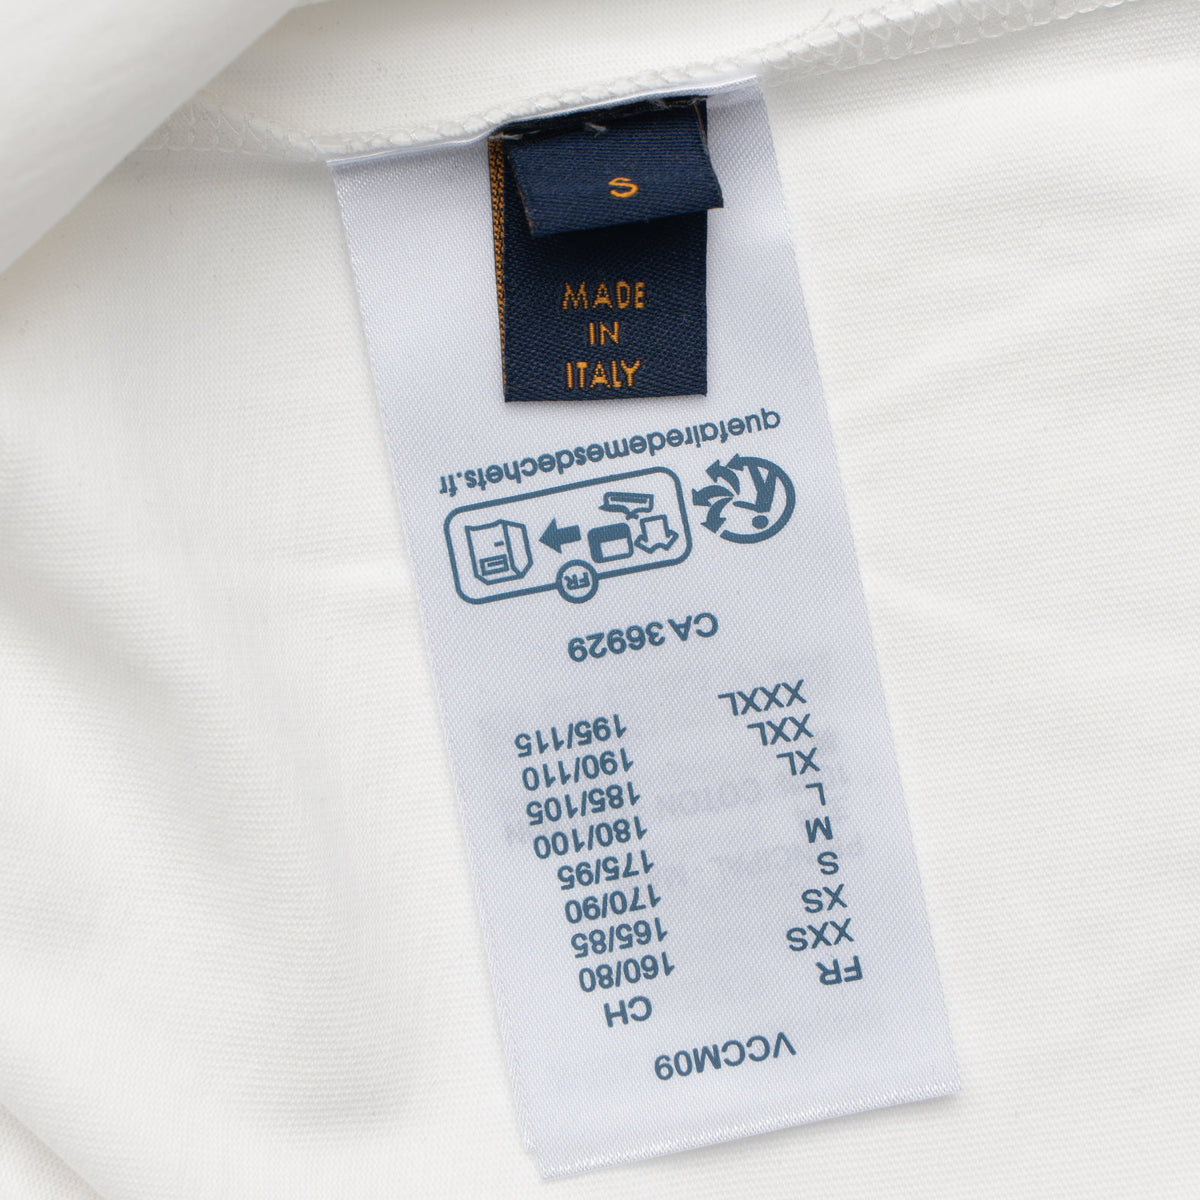 S
MADE
IN
ITALY
VCCM09
FR CH
XXS 160/80
XS 165/85
S 170/90
M 175/95
L 180/100
XL 185/105
XXL 190/110
XXXL 195/115
CA 36929
FR
quefairedemesdechets.fr